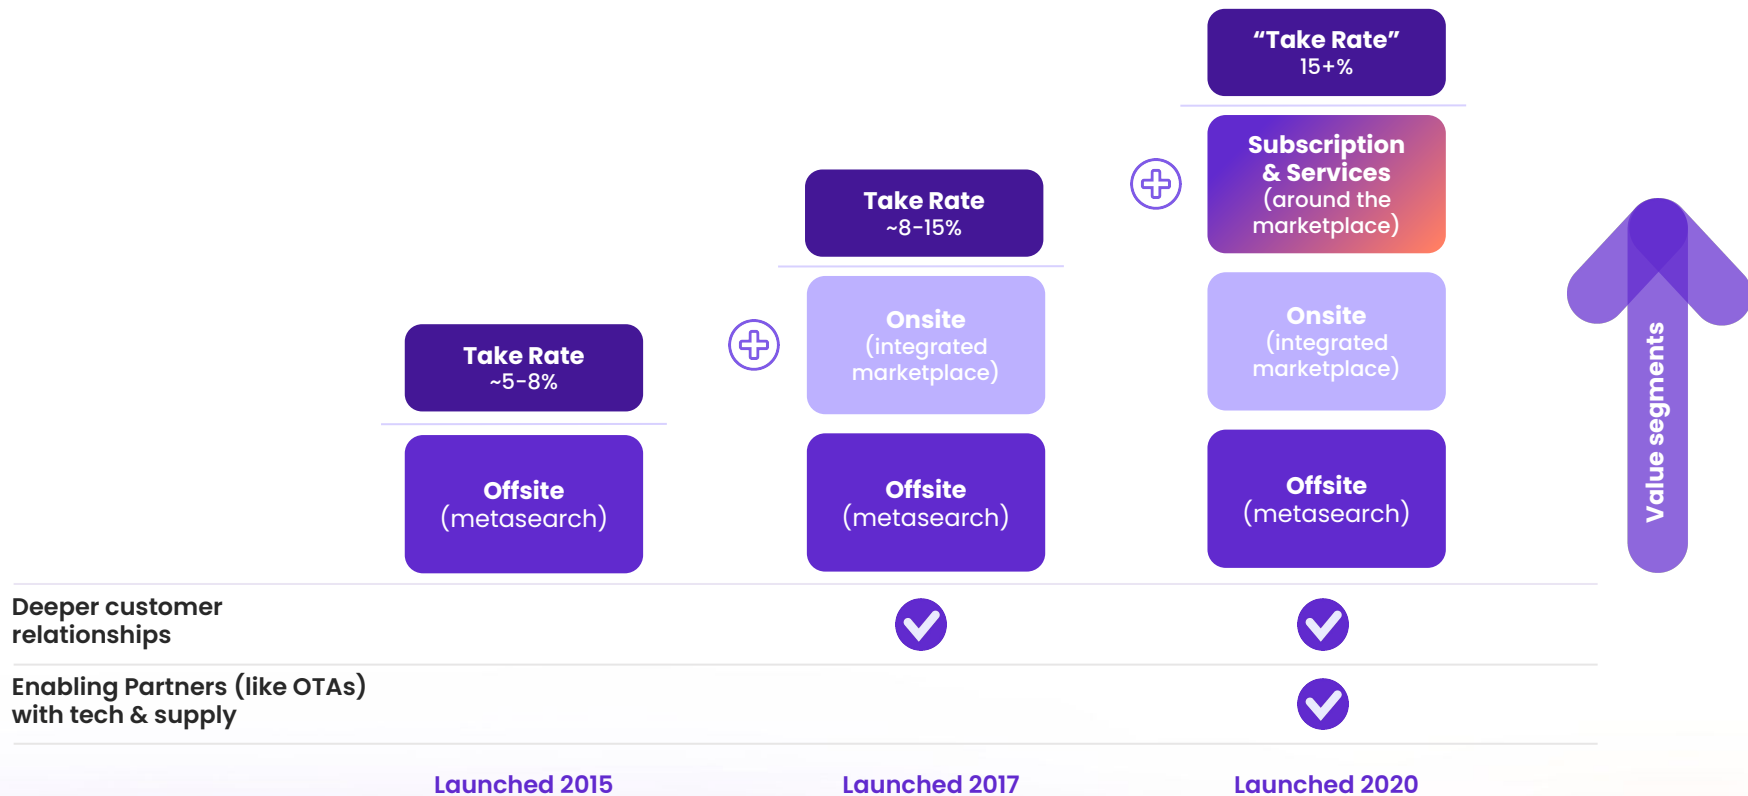 “Take Rate”
15+%
Subscription
& Services
(around the
marketplace)
Take Rate
~8-15%
Onsite
(integrated
marketplace)
Onsite
(integrated
marketplace)
Take Rate
~5-8%
Value segments
Offsite
(metasearch)
Offsite
(metasearch)
Offsite
(metasearch)
Deeper customer
relationships
Enabling Partners (like OTAs)
with tech & supply
Launched 2015
Launched 2017
Launched 2020